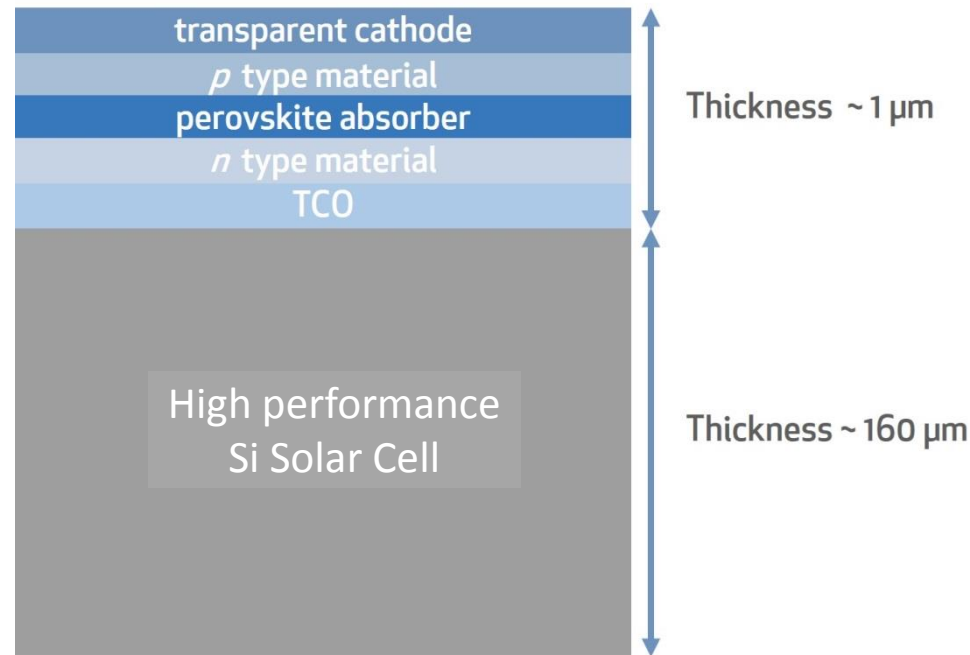 transparent cathode
p type material
perovskite absorber
n type material
TCO
Thickness ~ 1 µm
High performance
Si Solar Cell
Thickness ~ 160 µm